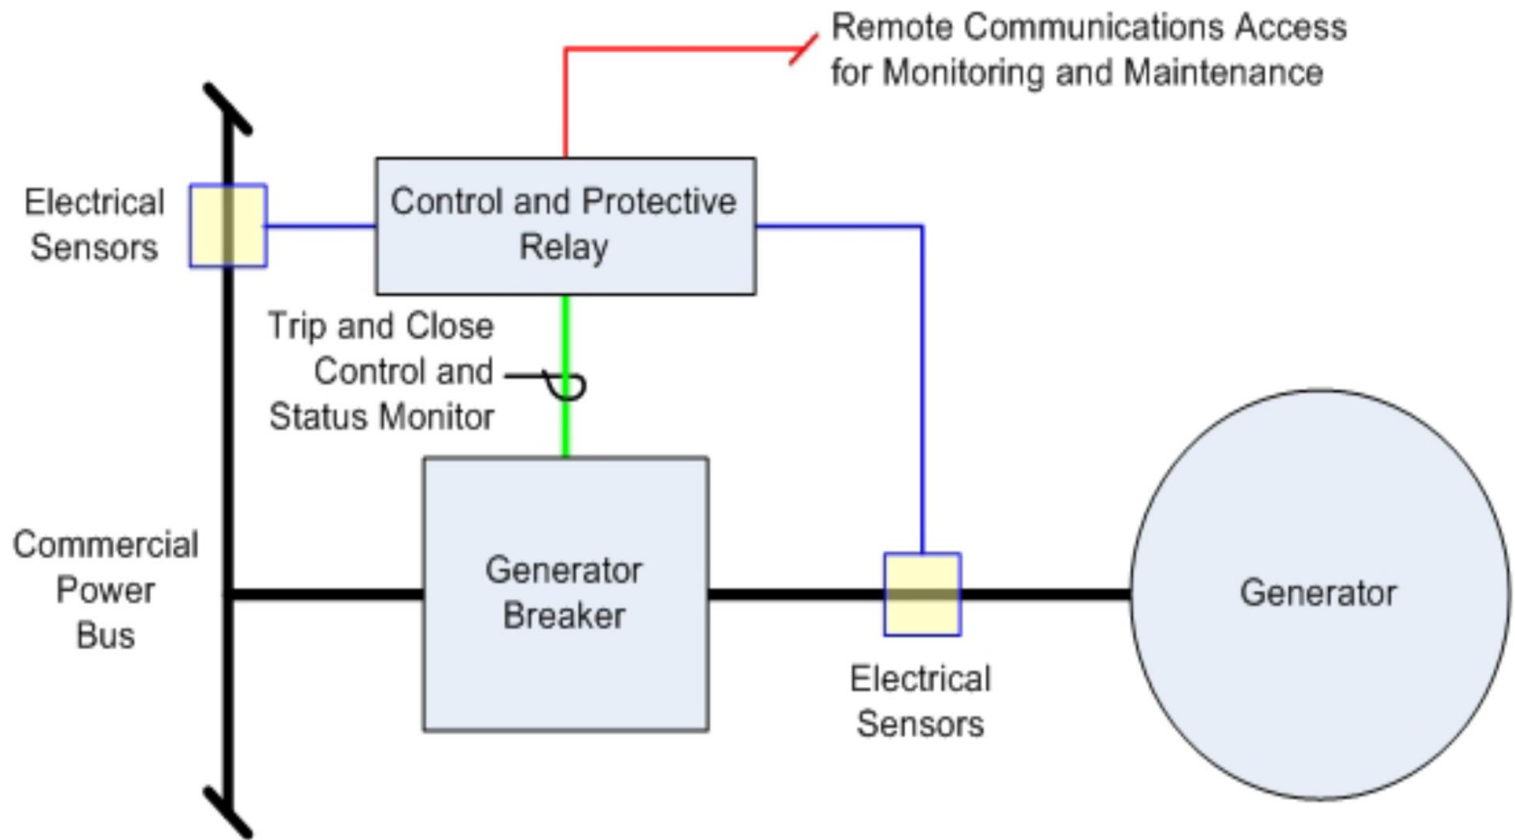 Remote Communications Access
for Monitoring and Maintenance
Electrical
Sensors
Control and Protective
Relay
Trip and Close
Control and
Status Monitor
Commercial
Power
Bus
Generator
Breaker
Electrical
Sensors
Generator